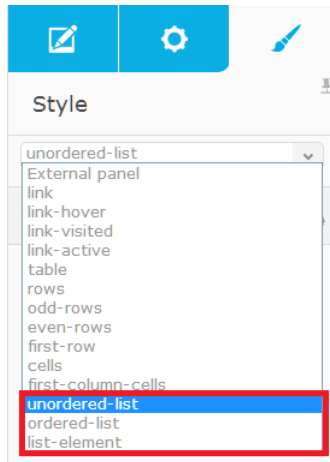 Style
unordered-list
External panel
link
link-hover
link-visited
link-active
table
rows
odd-rows
even-rows
first-row
cells
first-column-cells
unordered-list
ordered-list
list-element